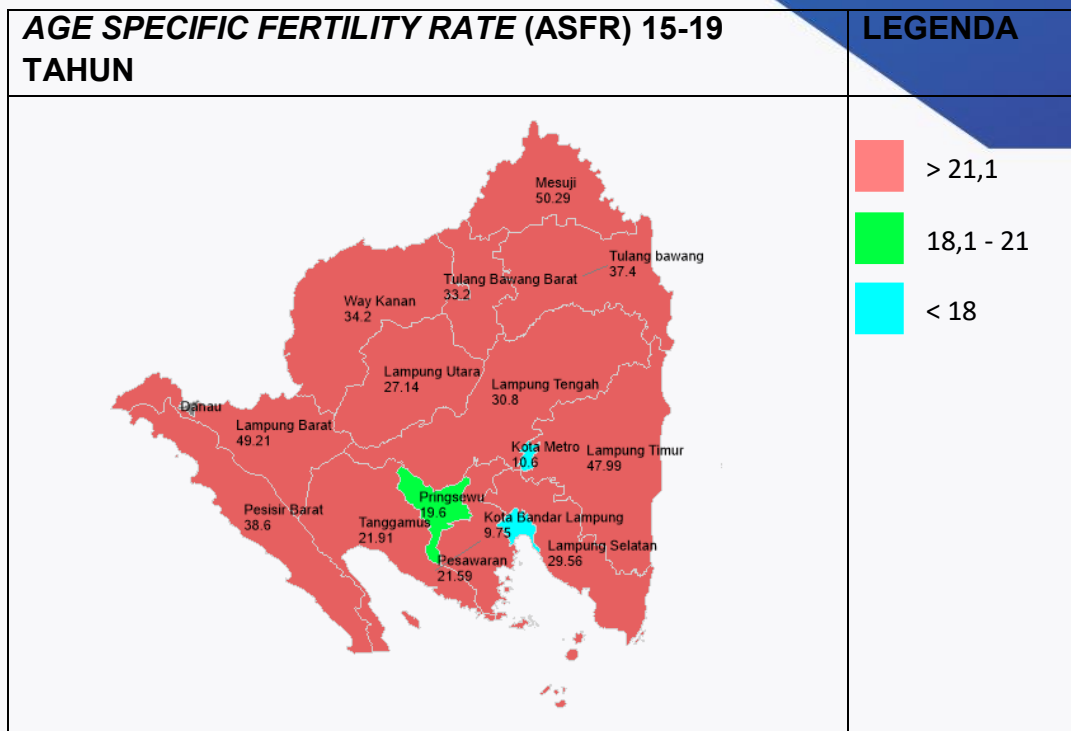 AGE SPECIFIC FERTILITY RATE (ASFR) 15-19
TAHUN
LEGENDA
> 21,1
18,1 - 21
< 18
Mesuji
50.29
Tulang bawang
37.4
Tulang Bawang Barat
33.2
Way Kanan
34.2
Lampung Utara
27.14
Lampung Tengah
30.8
Danau
Lampung Barat
49.21
Kota Metro
10.6
Lampung Timur
47.99
Pesisir Barat
38.6
Pringsewu
19.6
Tanggamus
21.91
Kota Bandar Lampung
9.75
Pesawaran
21.59
Lampung Selatan
29.56